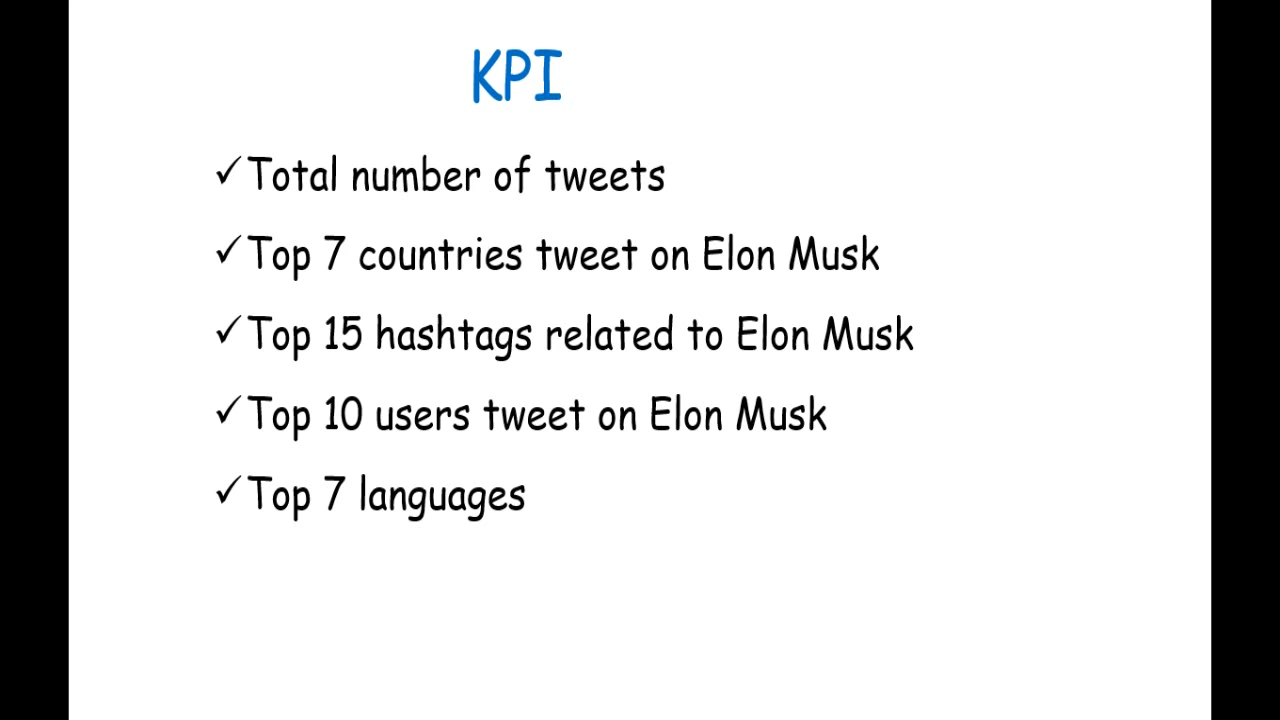 KPI
✓Total number of tweets
✓Top 7 countries tweet on Elon Musk
✓Top 15 hashtags related to Elon Musk
✓Top 10 users tweet on Elon Musk
✓Top 7 languages